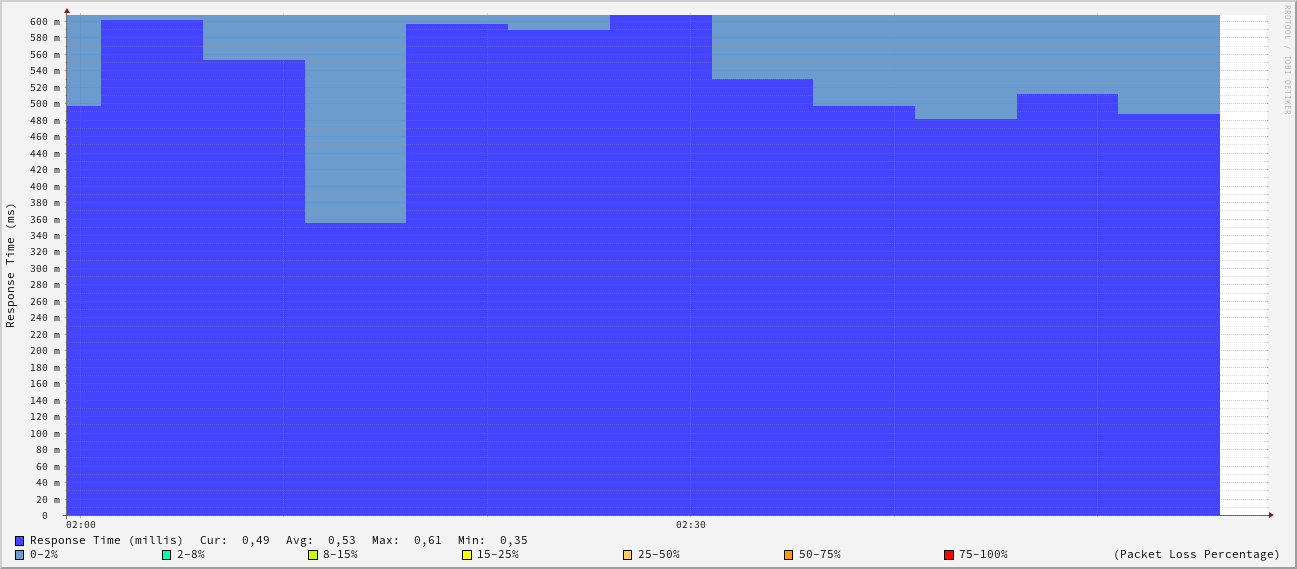 RRDTOOL / TOBI OETIKER
Response Time (ms)
600 m
580 m
560 m
540 m
520 m
500 m
480 m
460 m
440 m
420 m
400 m
380 m
360 m
340 m
320 m
300 m
280 m
260 m
240 m
220 m
200 m
180 m
160 m
140 m
120 m
100 m
80 m
60 m
40 m
20 m
0
02:00 02:30
Response Time (millis) Cur: 0,49 Avg: 0,53 Max: 0,61 Min: 0,35
0-2% 2-8% 8-15% 15-25% 25-50% 50-75% 75-100% (Packet Loss Percentage)